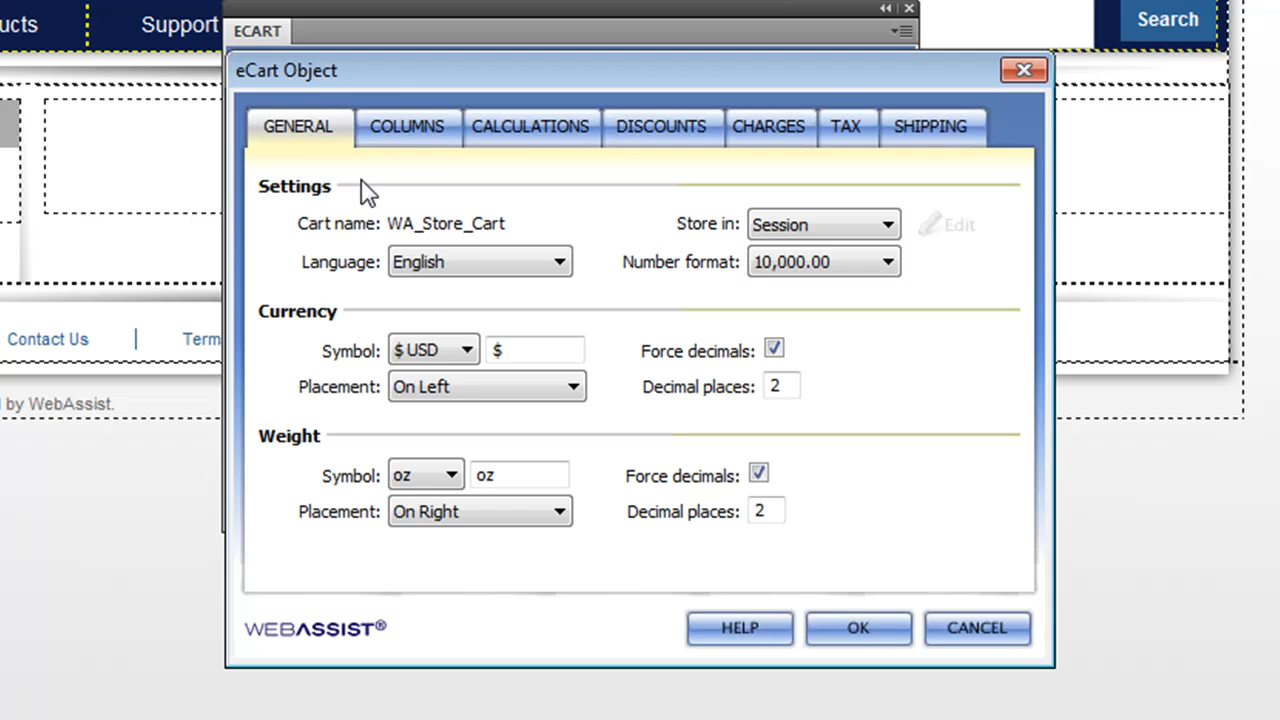 ucts
Support
ECART
Search
eCart Object
GENERAL
COLUMNS
CALCULATIONS
DISCOUNTS
CHARGES
TAX
SHIPPING
Settings
Cart name: WA_Store_Cart
Store in: Session
Edit
Language: English
Number format: 10,000.00
Currency
Symbol: $ USD $
Force decimals:
Placement: On Left
Decimal places: 2
Weight
Symbol: oz oz
Force decimals:
Placement: On Right
Decimal places: 2
Contact Us
Term
by WebAssist.
WEBASSIST®
HELP
OK
CANCEL